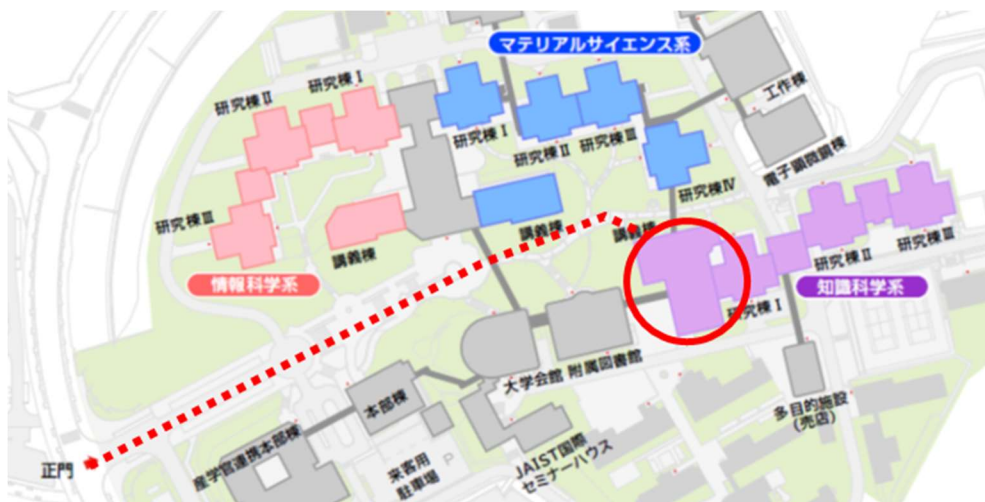 マテリアルサイエンス系
研究棟Ⅰ
研究棟Ⅱ
工作棟
研究棟Ⅰ
研究棟Ⅱ
研究棟Ⅲ
電子顕微鏡棟
研究棟Ⅳ
研究棟Ⅲ
講義棟
講義棟
講義棟
研究棟Ⅱ
研究棟Ⅲ
情報科学系
知識科学系
研究棟Ⅰ
大学会館
附属図書館
本部棟
多目的施設
(売店)
産学官連携本部棟
正門
来客用
駐車場
P
JAIST国際
セミナーハウス